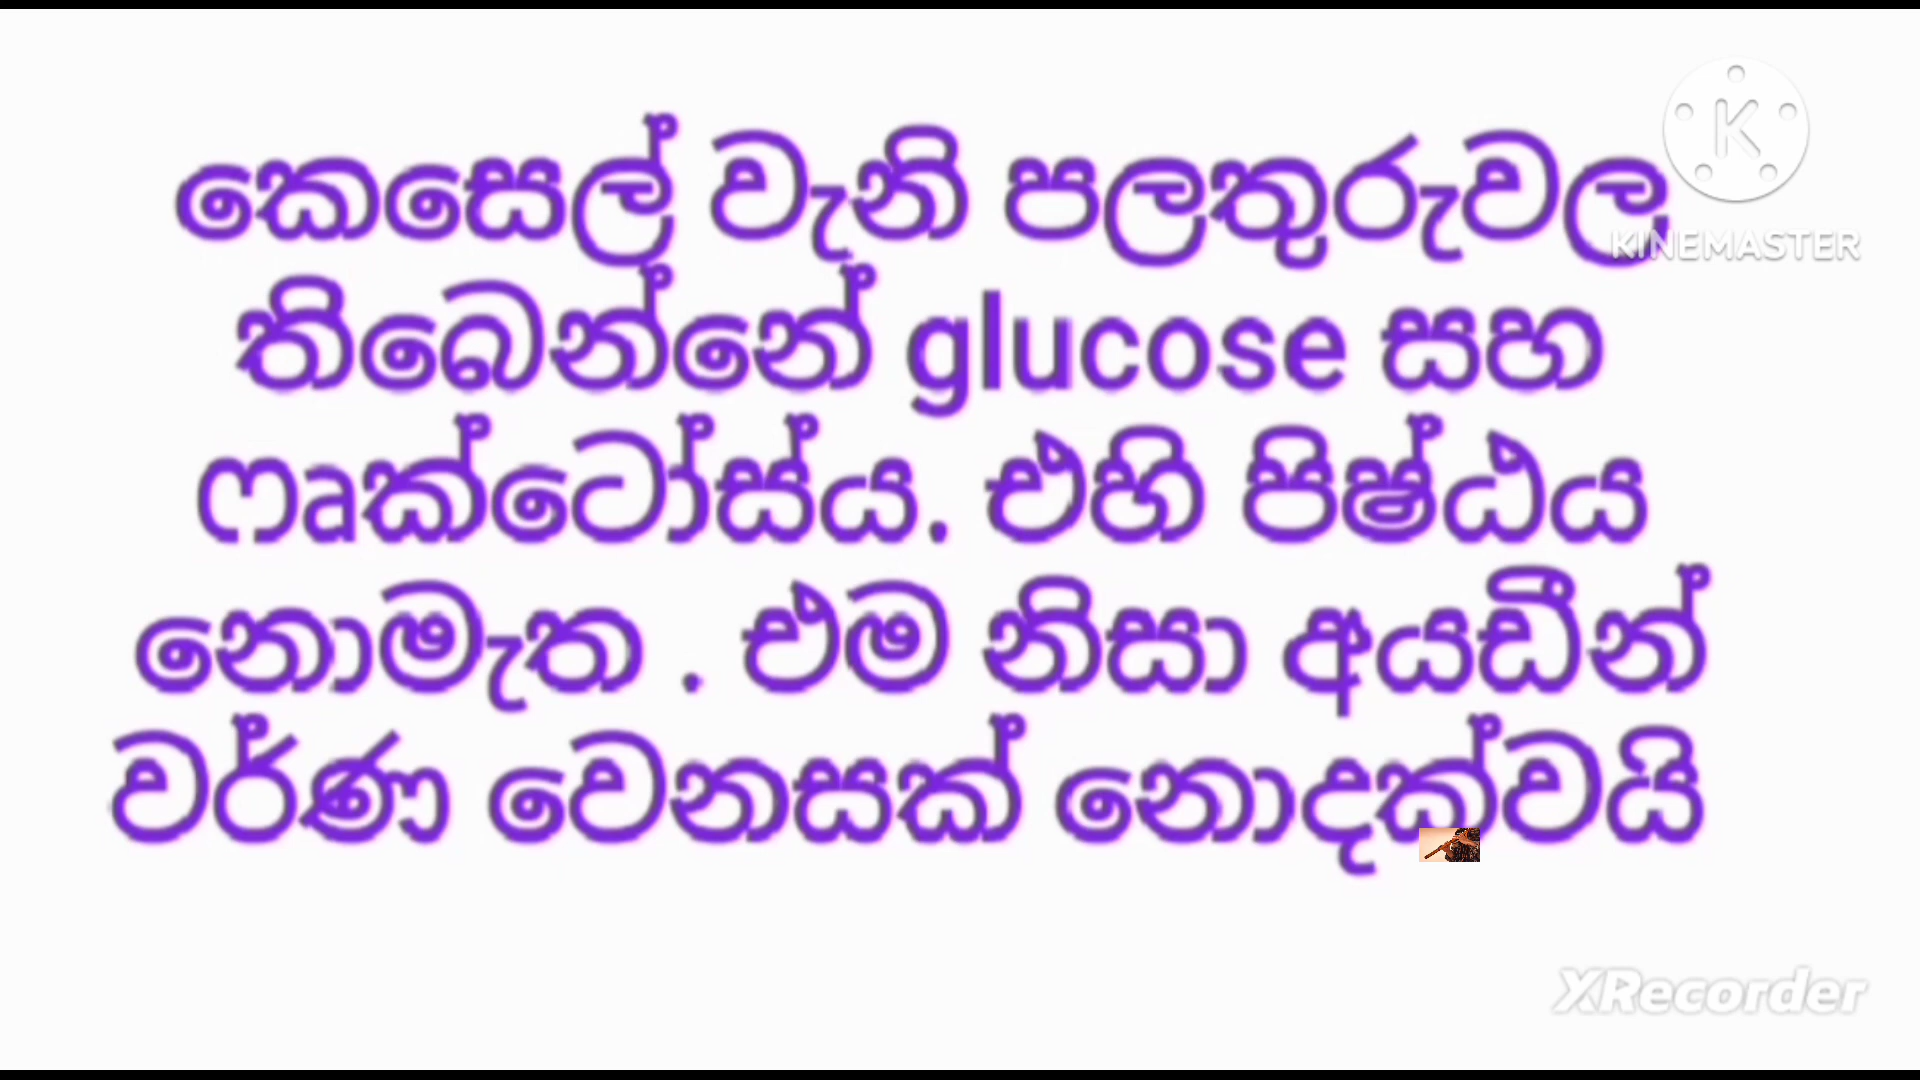 කෙසෙල් වැනි පලතුරුවල
තිබෙන්නේ glucose සහ
ෆෘක්ටෝස්ය. එහි පිෂ්ඨය
නොමැත . එම නිසා අයඩීන්
වර්ණ වෙනසක් නොදක්වයි
K
KINEMASTER
XRecorder